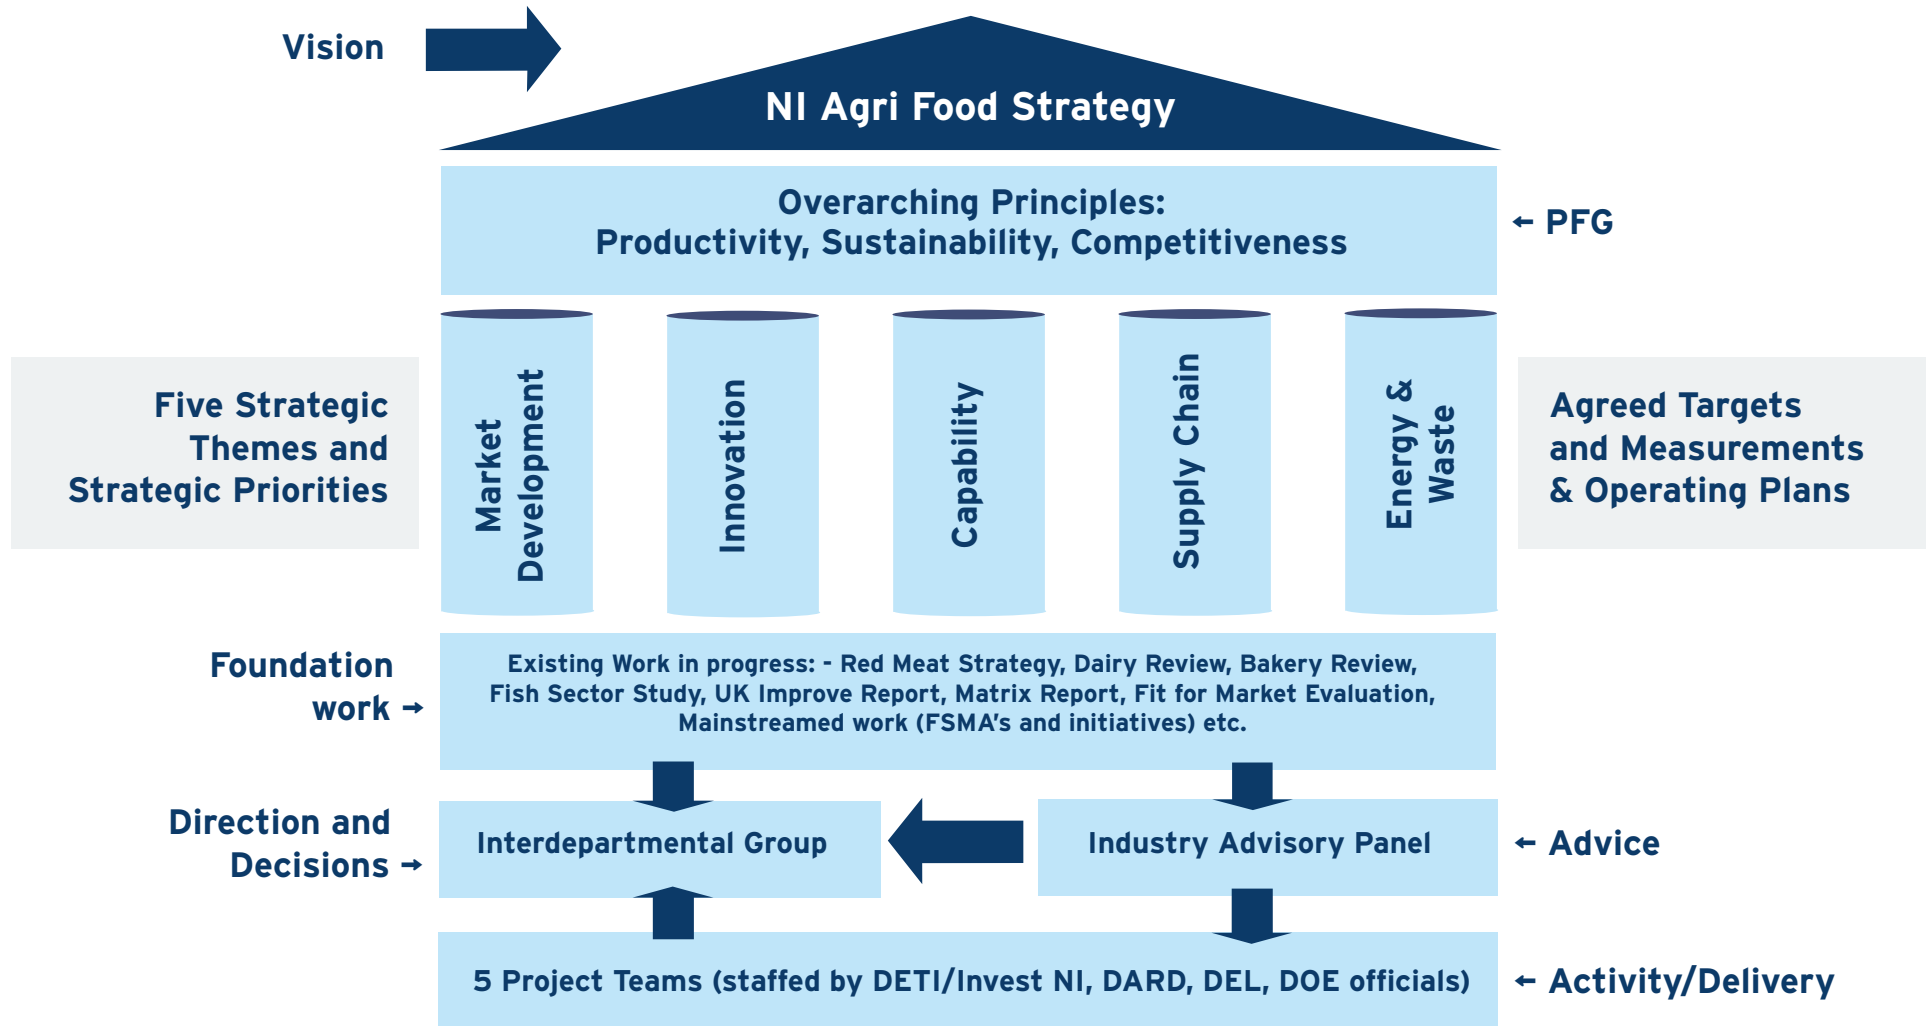 Vision
NI Agri Food Strategy
Overarching Principles:
Productivity, Sustainability, Competitiveness
← PFG
Five Strategic
Themes and
Strategic Priorities
Market
Development
Innovation
Capability
Supply Chain
Energy &
Waste
Agreed Targets
and Measurements
& Operating Plans
Foundation
work →
Existing Work in progress: - Red Meat Strategy, Dairy Review, Bakery Review,
Fish Sector Study, UK Improve Report, Matrix Report, Fit for Market Evaluation,
Mainstreamed work (FSMA's and initiatives) etc.
Direction and
Decisions →
Interdepartmental Group
Industry Advisory Panel
← Advice
5 Project Teams (staffed by DETI/Invest NI, DARD, DEL, DOE officials)
← Activity/Delivery